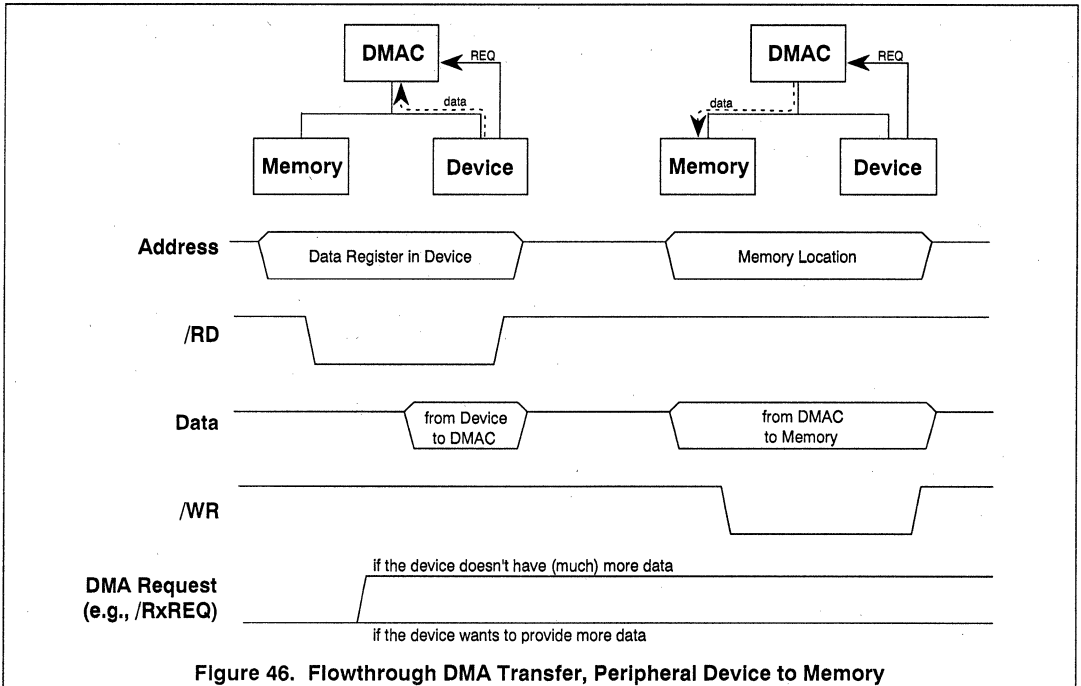 DMAC
REQ
data
Memory
Device
DMAC
REQ
data
Memory
Device
Address
Data Register in Device
Memory Location
/RD
Data
from Device
to DMAC
from DMAC
to Memory
/WR
DMA Request
(e.g., /RxREQ)
if the device doesn't have (much) more data
if the device wants to provide more data
Figure 46. Flowthrough DMA Transfer, Peripheral Device to Memory